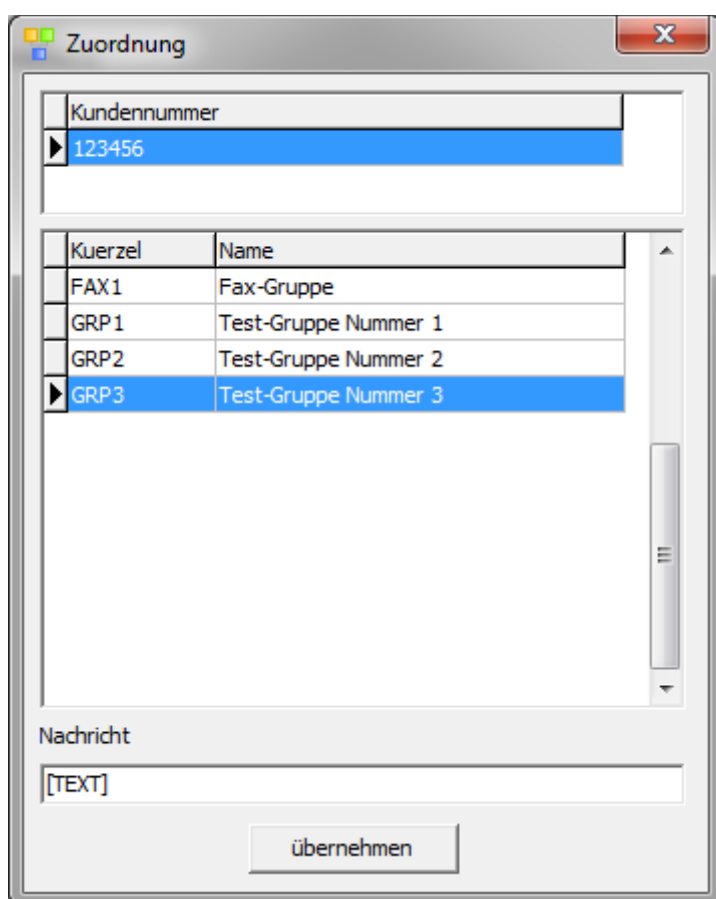 Zuordnung
Kundennummer
123456
Kuerzel Name
FAX1 Fax-Gruppe
GRP1 Test-Gruppe Nummer 1
GRP2 Test-Gruppe Nummer 2
GRP3 Test-Gruppe Nummer 3
Nachricht
[TEXT]
übernehmen